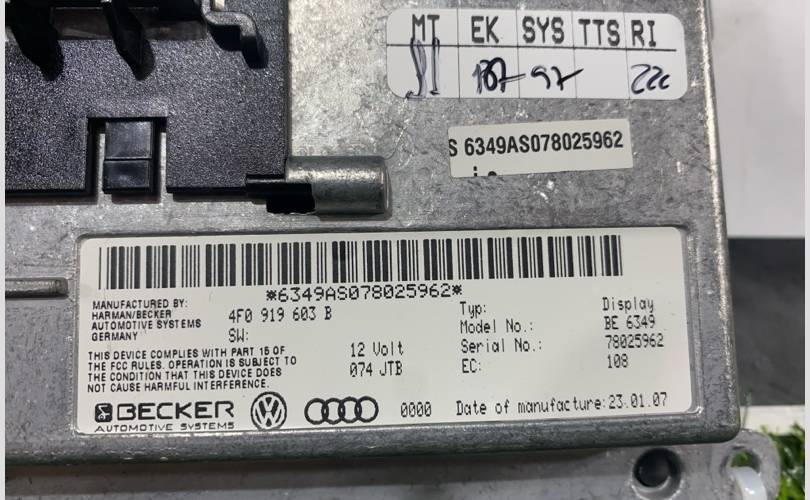 MT EK SYS TTS RI
107 97 22c
S 6349AS078025962
*6349AS078025962*
MANUFACTURED BY:
HARMAN/BECKER
AUTOMOTIVE SYSTEMS
GERMANY
4F0 919 603 B
SW:
Typ: Display
Model No.: BE 6349
Serial No.: 78025962
EC: 108
THIS DEVICE COMPLIES WITH PART 15 OF
THE FCC RULES. OPERATION IS SUBJECT TO
THE CONDITION THAT THIS DEVICE DOES
NOT CAUSE HARMFUL INTERFERENCE.
12 Volt
074 JTB
BECKER
AUTOMOTIVE SYSTEMS
0000 Date of manufacture:23.01.07